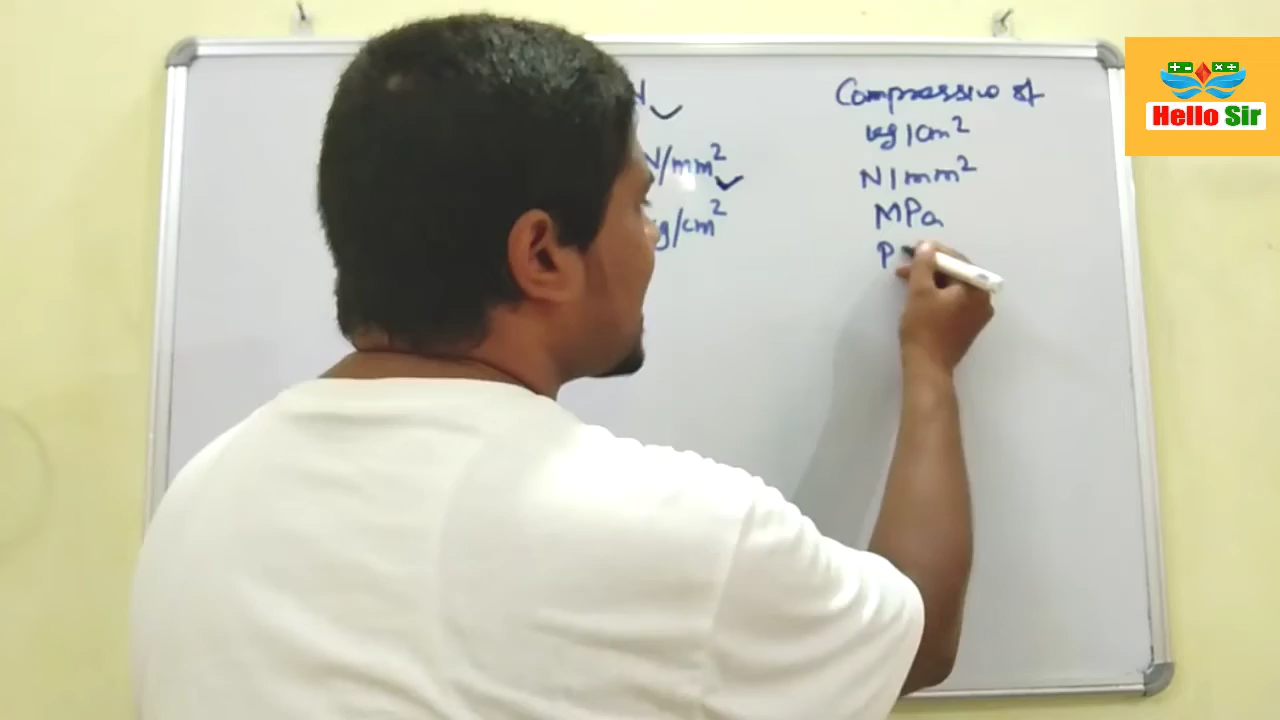 N
N/mm²
g/cm²
Compressive st
kg/cm²
N/mm²
MPa
P
Hello Sir